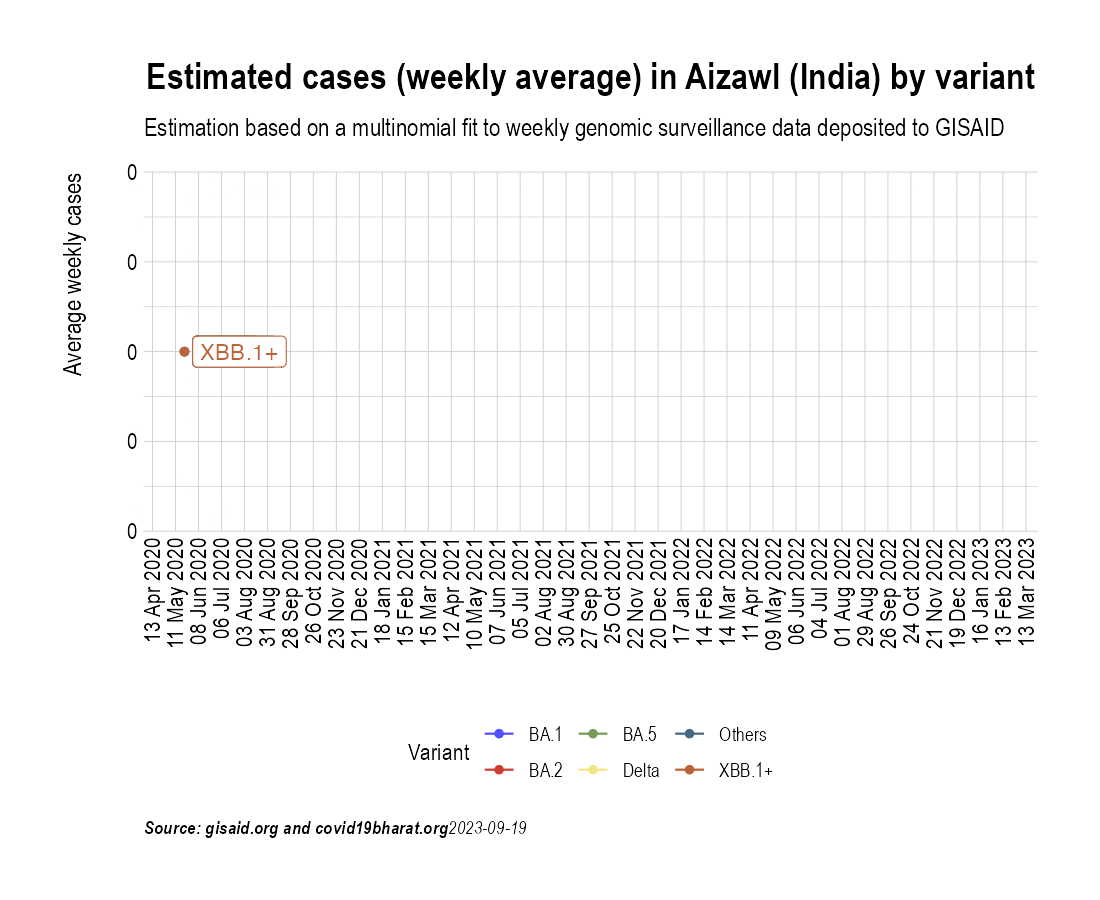 Estimated cases (weekly average) in Aizawl (India) by variant
Estimation based on a multinomial fit to weekly genomic surveillance data deposited to GISAID
Average weekly cases
0
0
0
0
0
XBB.1+
13 Apr 2020
11 May 2020
08 Jun 2020
06 Jul 2020
03 Aug 2020
31 Aug 2020
28 Sep 2020
26 Oct 2020
23 Nov 2020
21 Dec 2020
18 Jan 2021
15 Feb 2021
15 Mar 2021
12 Apr 2021
10 May 2021
07 Jun 2021
05 Jul 2021
02 Aug 2021
30 Aug 2021
27 Sep 2021
25 Oct 2021
22 Nov 2021
20 Dec 2021
17 Jan 2022
14 Feb 2022
14 Mar 2022
11 Apr 2022
09 May 2022
06 Jun 2022
04 Jul 2022
01 Aug 2022
29 Aug 2022
26 Sep 2022
24 Oct 2022
21 Nov 2022
19 Dec 2022
16 Jan 2023
13 Feb 2023
13 Mar 2023
Variant
BA.1
BA.5
Others
BA.2
Delta
XBB.1+
Source: gisaid.org and covid19bharat.org2023-09-19